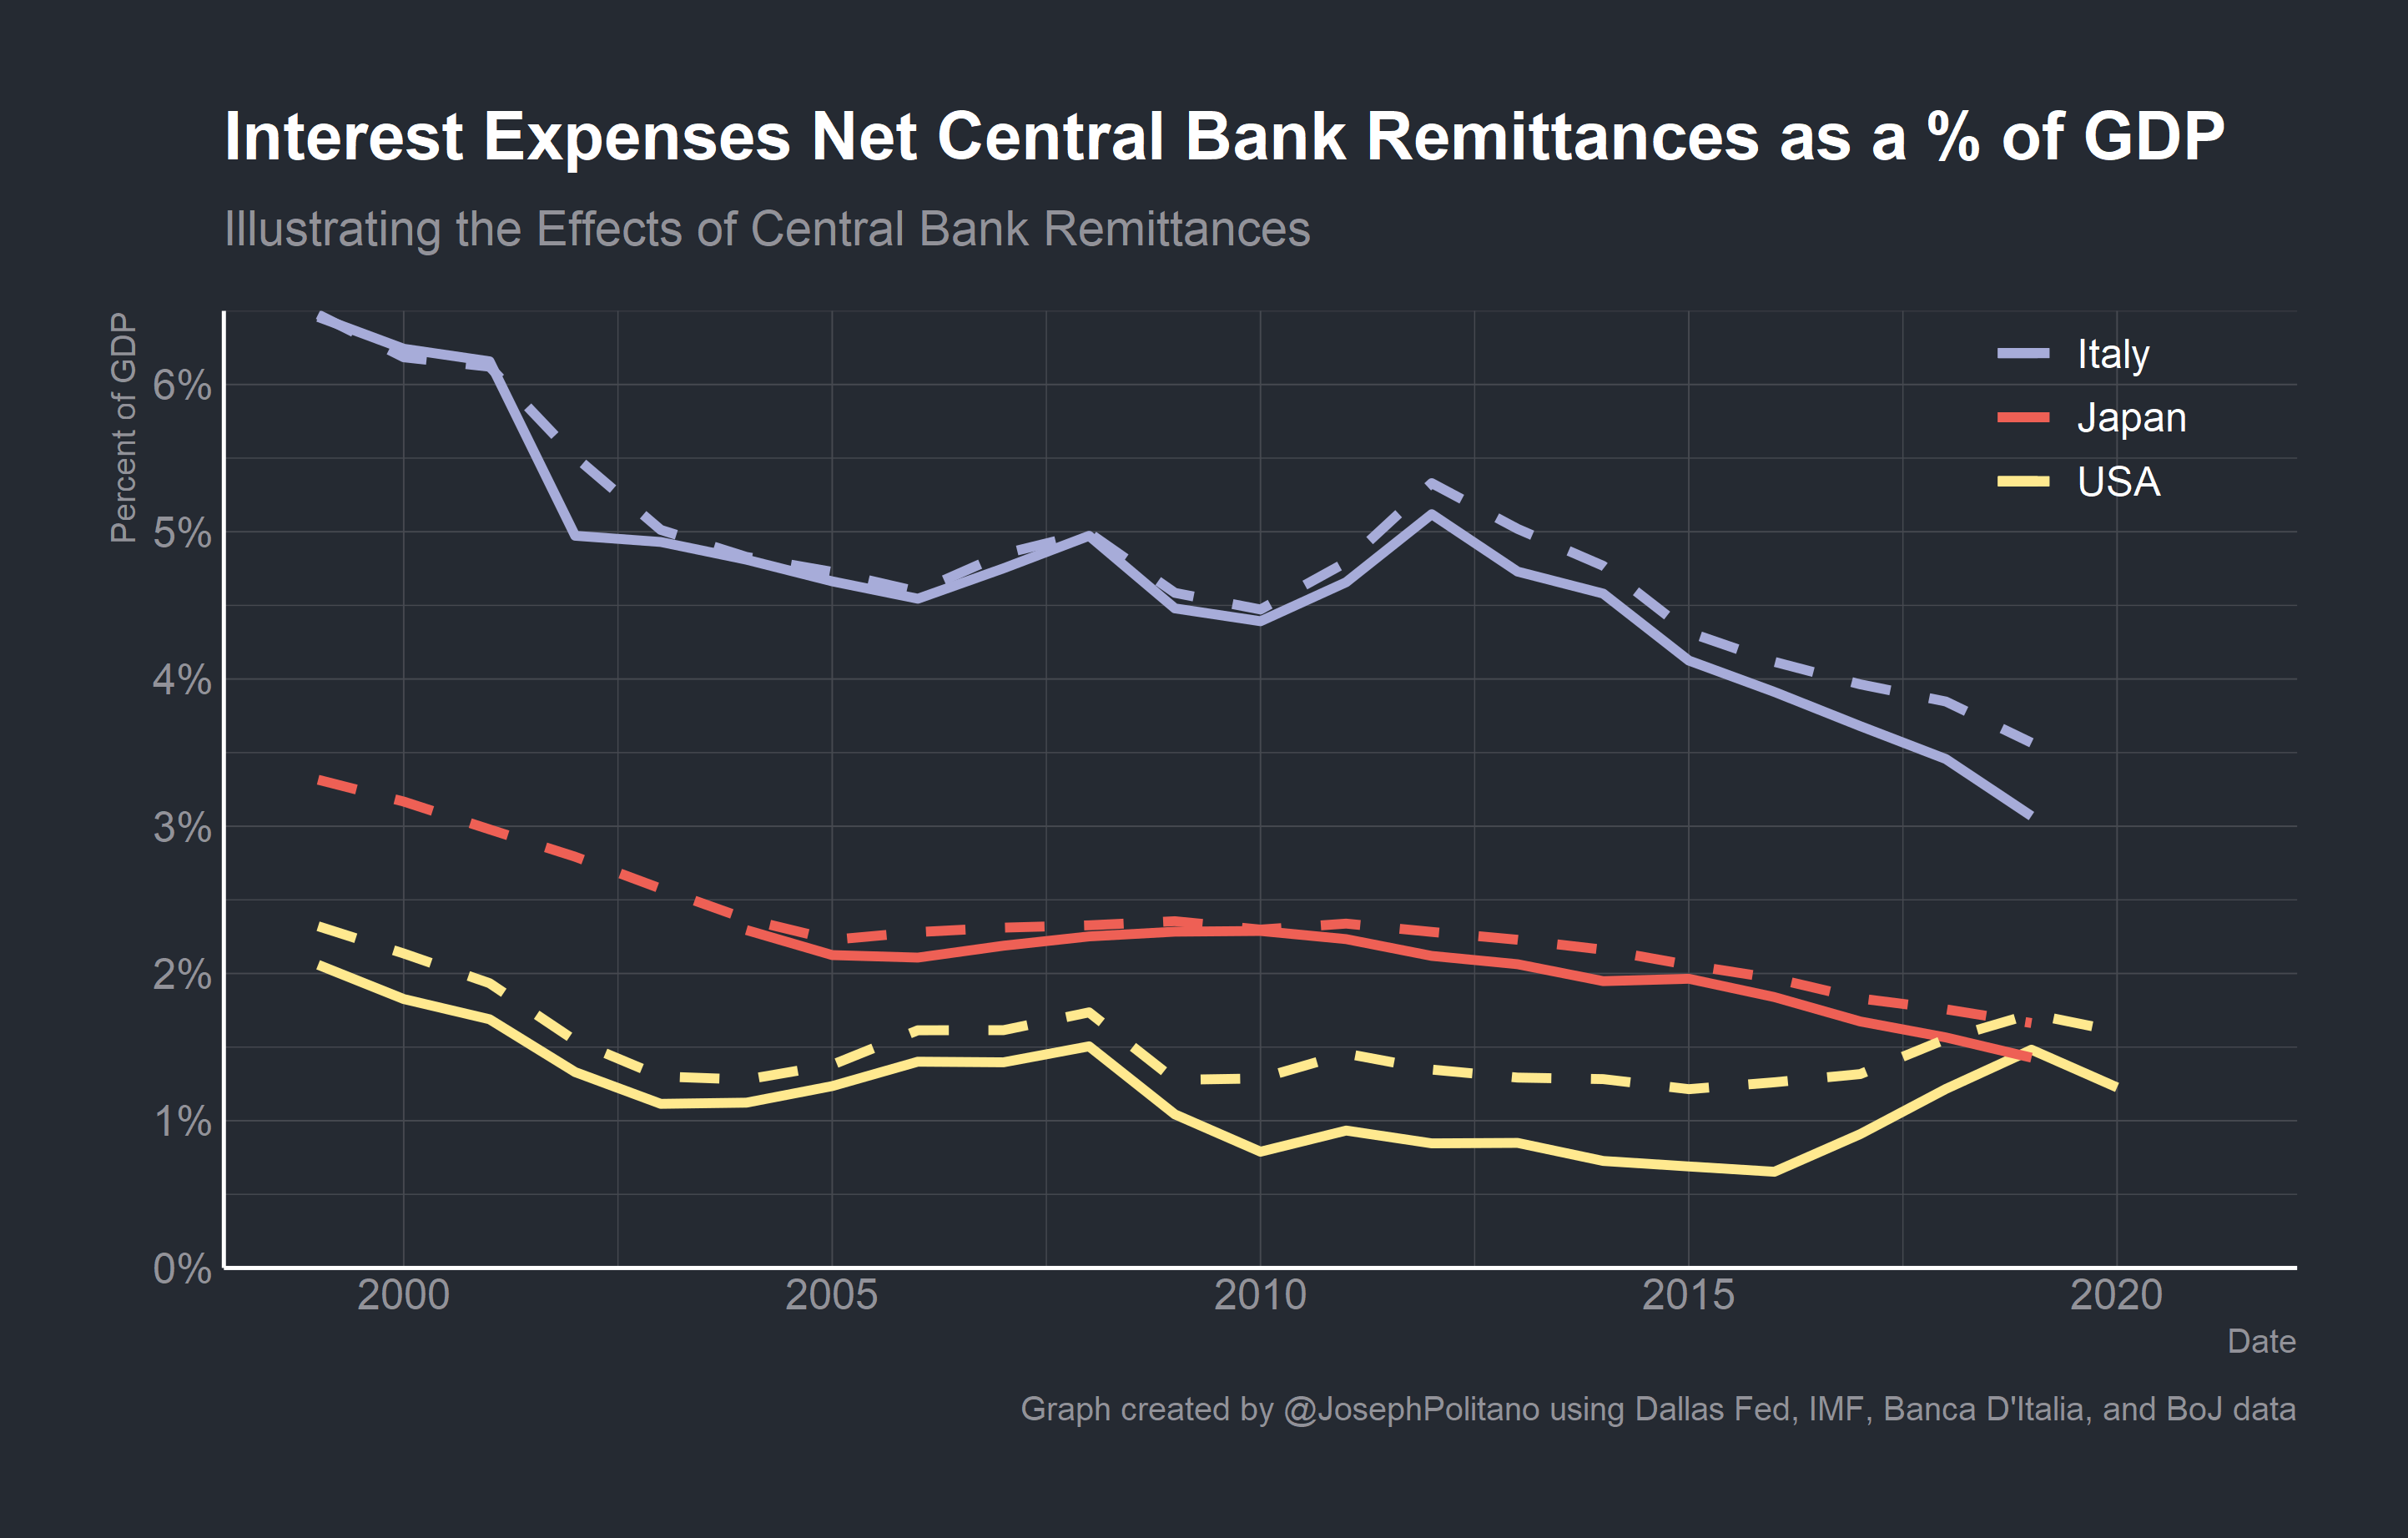 Interest Expenses Net Central Bank Remittances as a % of GDP
Illustrating the Effects of Central Bank Remittances
Percent of GDP
6%
5%
4%
3%
2%
1%
0%
Italy
Japan
USA
2000 2005 2010 2015 2020
Date
Graph created by @JosephPolitano using Dallas Fed, IMF, Banca D'Italia, and BoJ data